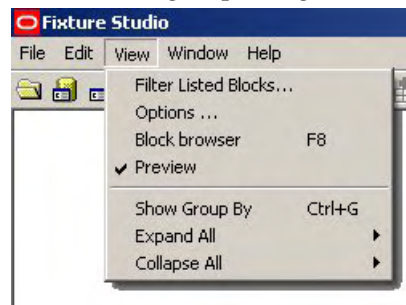 Fixture Studio
File Edit View Window Help
Filter Listed Blocks...
Options ...
Block browser F8
Preview
Show Group By Ctrl+G
Expand All
Collapse All